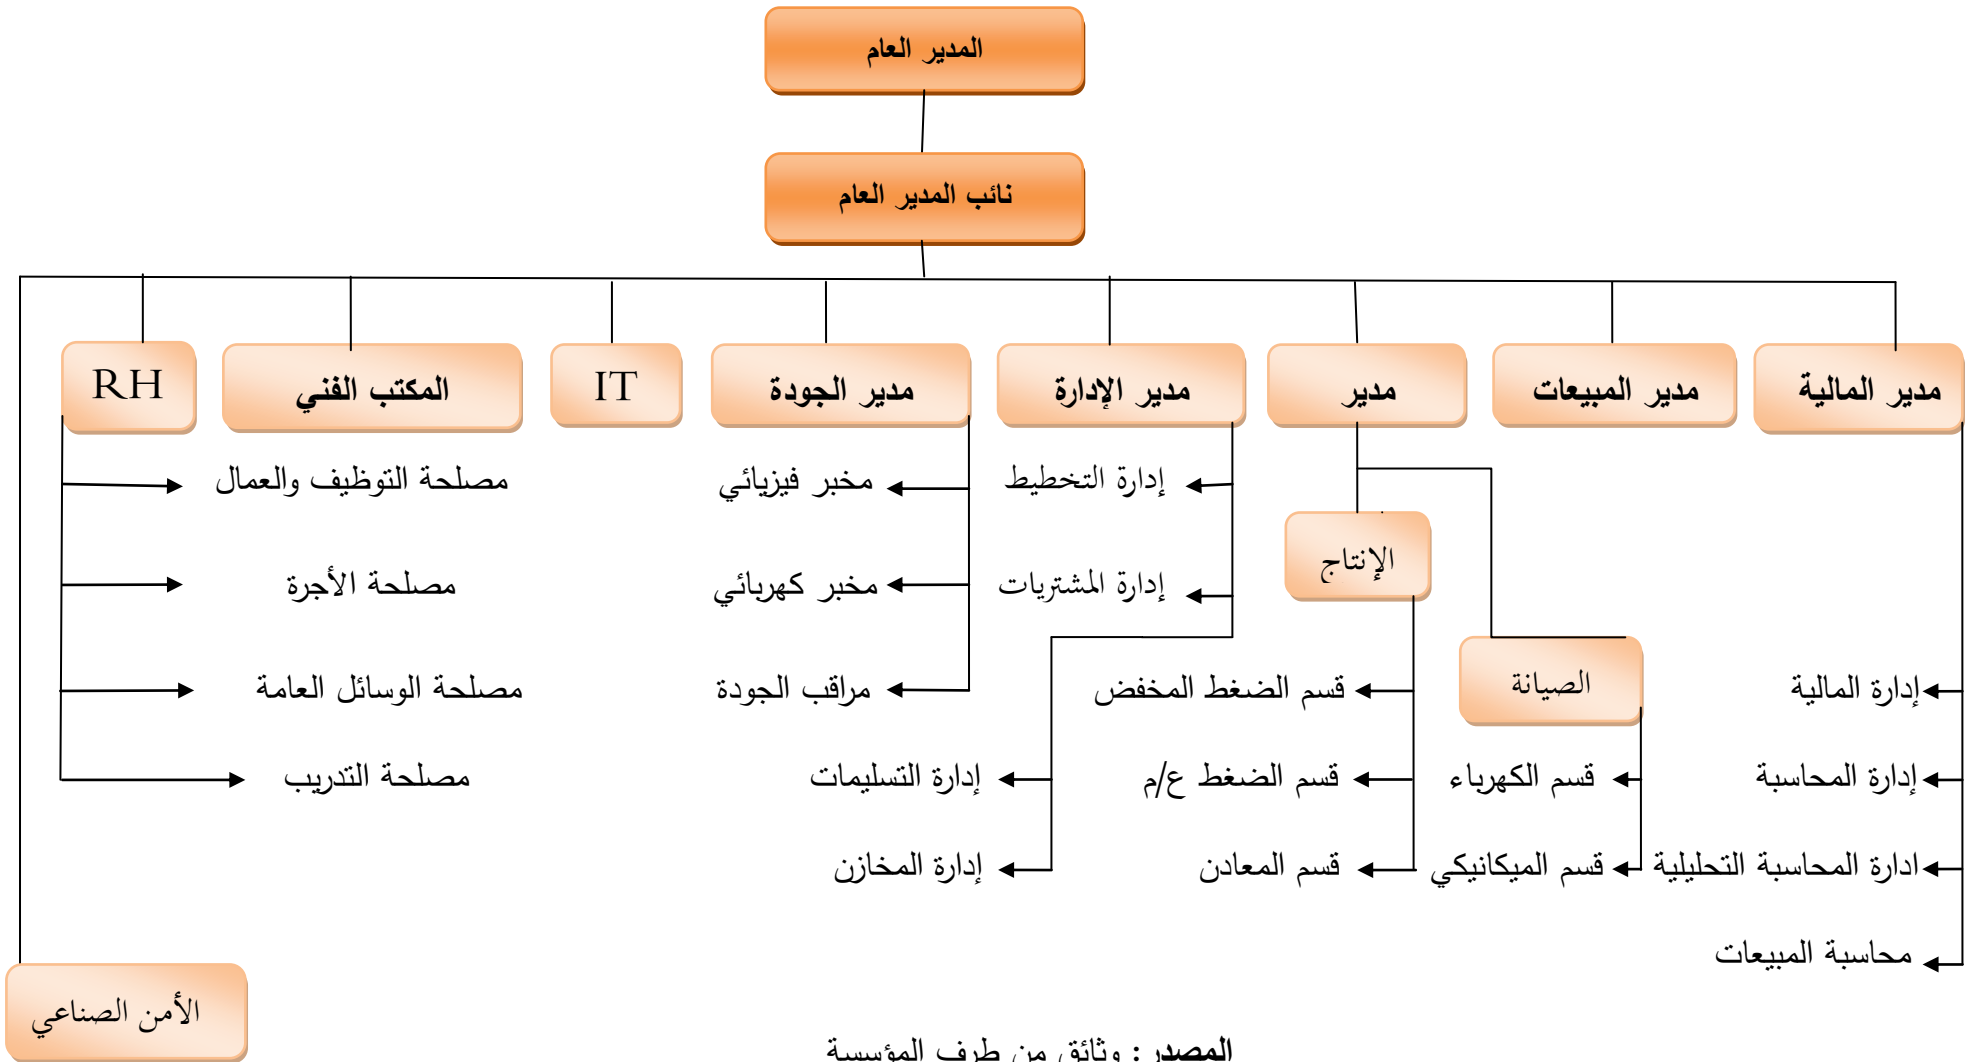 المدير العام
نائب المدير العام
مدير المالية
مدير المبيعات
مدير
مدير الإدارة
مدير الجودة
IT
المكتب الفني
RH
إدارة التخطيط
مخبر فيزيائي
مصلحة التوظيف والعمال
الإنتاج
إدارة المشتريات
مخبر كهربائي
مصلحة الأجرة
إدارة المالية
الصيانة
قسم الضغط المخفض
مراقب الجودة
مصلحة الوسائل العامة
إدارة المحاسبة
قسم الكهرباء
قسم الضغط ع/م
إدارة التسليمات
مصلحة التدريب
ادارة المحاسبة التحليلية
قسم الميكانيكي
قسم المعادن
إدارة المخازن
محاسبة المبيعات
الأمن الصناعي
المصدر : وثائق من طرف المؤسسة